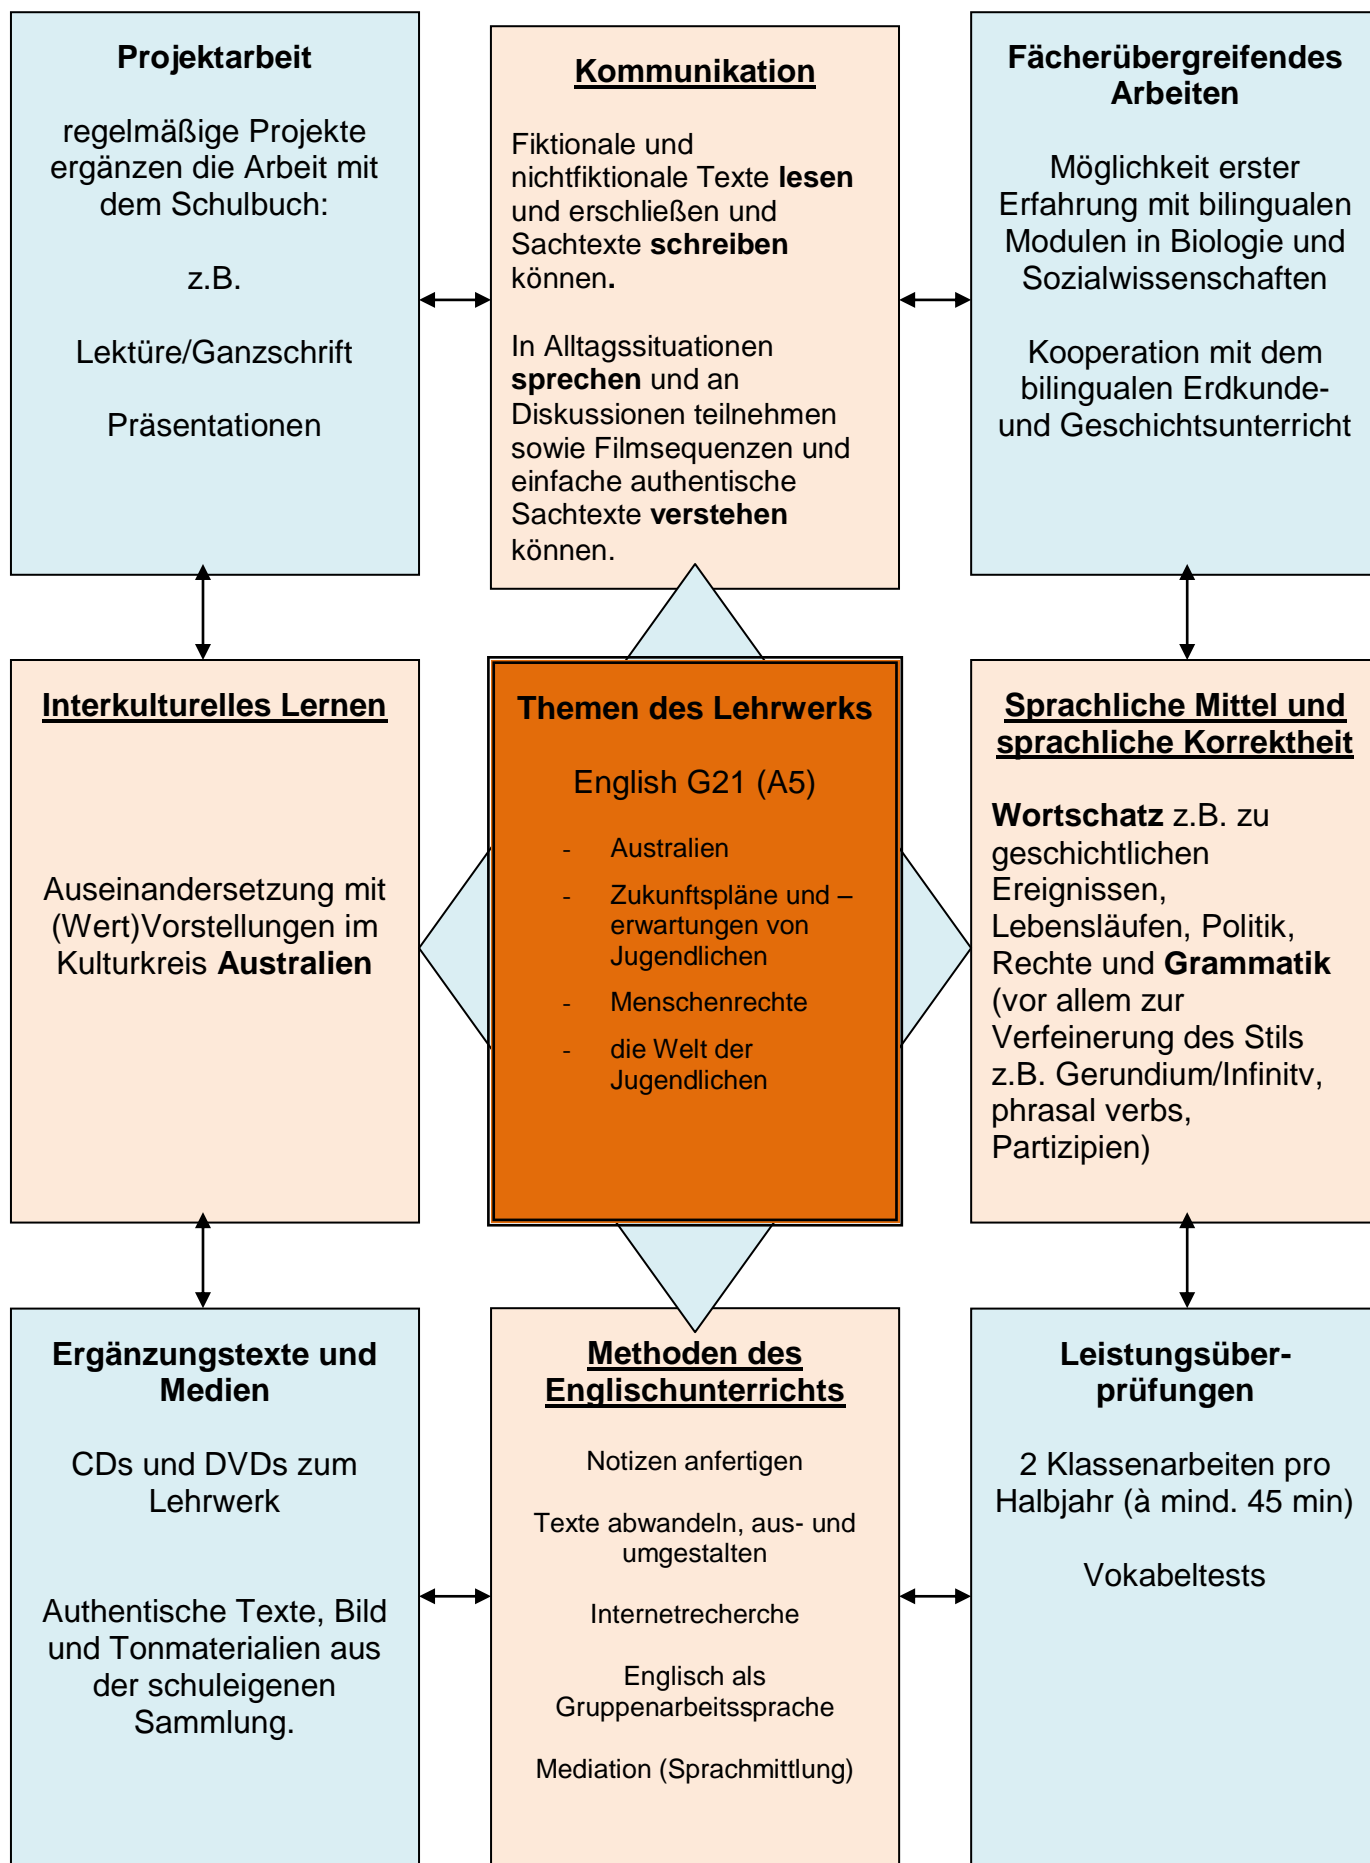 Projektarbeit
regelmäßige Projekte
ergänzen die Arbeit mit
dem Schulbuch:
z.B.
Lektüre/Ganzschrift
Präsentationen
Kommunikation
Fiktionale und
nichtfiktionale Texte lesen
und erschließen und
Sachtexte schreiben
können.
In Alltagssituationen
sprechen und an
Diskussionen teilnehmen
sowie Filmsequenzen und
einfache authentische
Sachtexte verstehen
können.
Fächerübergreifendes
Arbeiten
Möglichkeit erster
Erfahrung mit bilingualen
Modulen in Biologie und
Sozialwissenschaften
Kooperation mit dem
bilingualen Erdkunde-
und Geschichtsunterricht
Interkulturelles Lernen
Auseinandersetzung mit
(Wert)Vorstellungen im
Kulturkreis Australien
Themen des Lehrwerks
English G21 (A5)
- Australien
- Zukunftspläne und –
erwartungen von
Jugendlichen
- Menschenrechte
- die Welt der
Jugendlichen
Sprachliche Mittel und
sprachliche Korrektheit
Wortschatz z.B. zu
geschichtlichen
Ereignissen,
Lebensläufen, Politik,
Rechte und Grammatik
(vor allem zur
Verfeinerung des Stils
z.B. Gerundium/Infinitv,
phrasal verbs,
Partizipien)
Ergänzungstexte und
Medien
CDs und DVDs zum
Lehrwerk
Authentische Texte, Bild
und Tonmaterialien aus
der schuleigenen
Sammlung.
Methoden des
Englischunterrichts
Notizen anfertigen
Texte abwandeln, aus- und
umgestalten
Internetrecherche
Englisch als
Gruppenarbeitssprache
Mediation (Sprachmittlung)
Leistungsüber-
prüfungen
2 Klassenarbeiten pro
Halbjahr (à mind. 45 min)
Vokabeltests